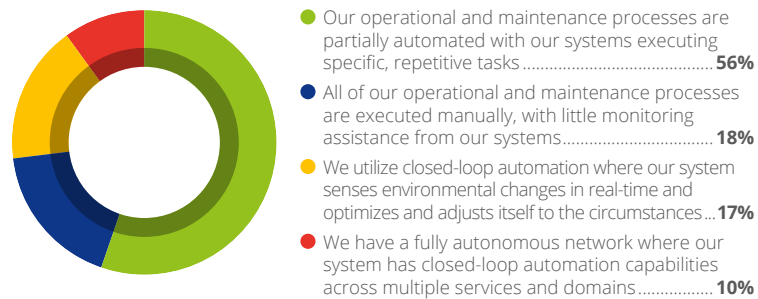 Our operational and maintenance processes are
partially automated with our systems executing
specific, repetitive tasks 56%
All of our operational and maintenance processes
are executed manually, with little monitoring
assistance from our systems 18%
We utilize closed-loop automation where our system
senses environmental changes in real-time and
optimizes and adjusts itself to the circumstances 17%
We have a fully autonomous network where our
system has closed-loop automation capabilities
across multiple services and domains 10%